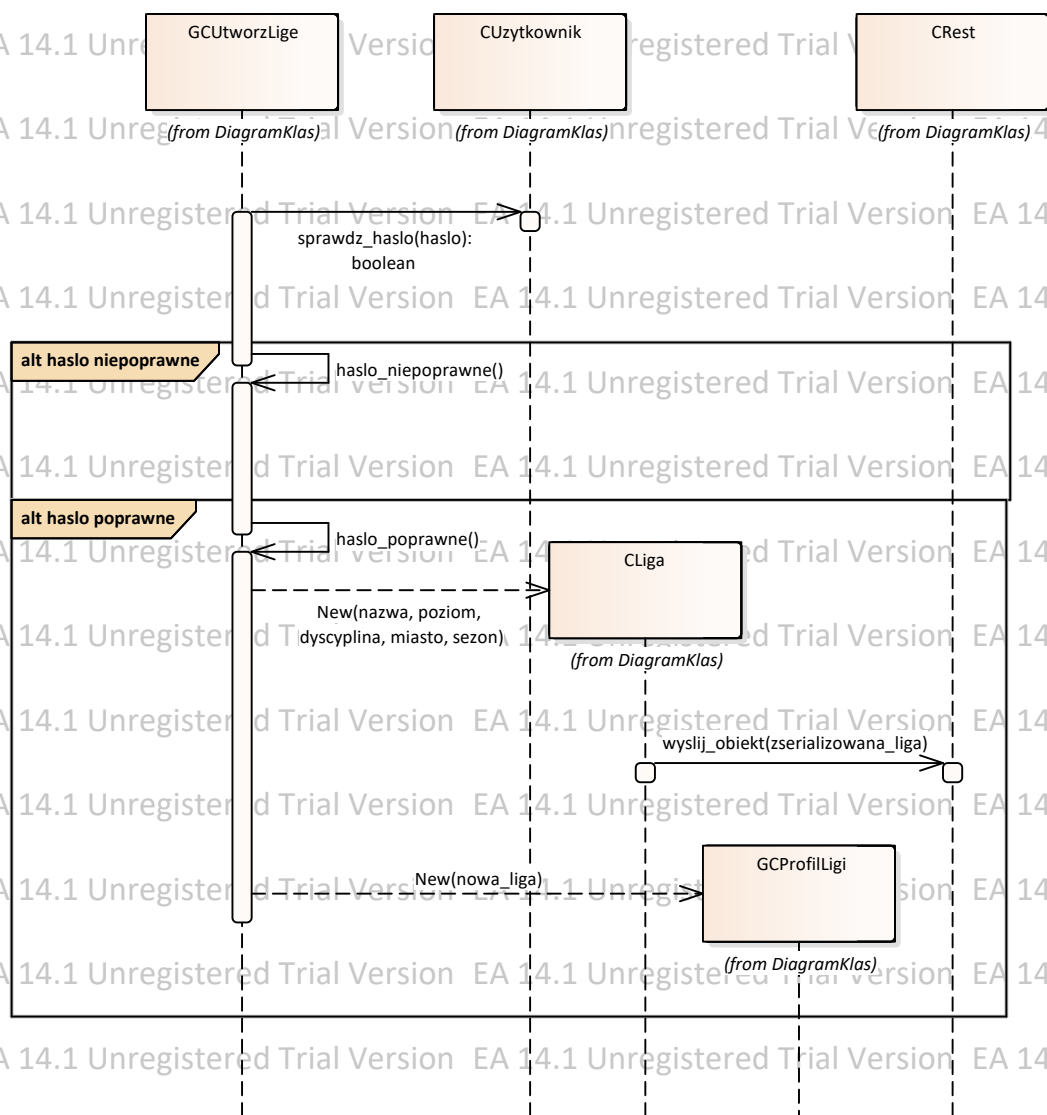 GCUtworzLige
CUzytkownik
CRest
(from DiagramKlas)
(from DiagramKlas)
(from DiagramKlas)
sprawdz_haslo(haslo):
boolean
alt haslo niepoprawne
haslo_niepoprawne()
alt haslo poprawne
haslo_poprawne()
CLiga
New(nazwa, poziom,
dyscyplina, miasto, sezon)
(from DiagramKlas)
wyslij_obiekt(zserializowana_liga)
GCProfilLigi
New(nowa_liga)
(from DiagramKlas)
EA 14.1 Unregistered Trial Version